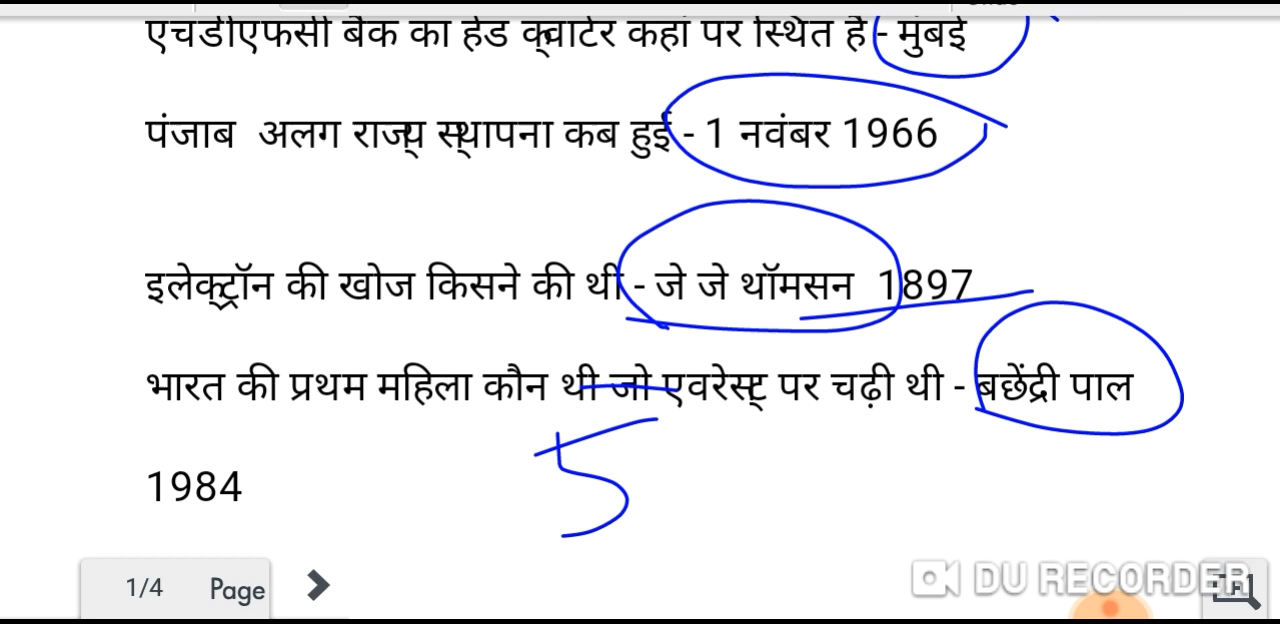 एचडीएफसी बैंक का हेड क्वार्टर कहां पर स्थित है - मुंबई
पंजाब अलग राज्य स्थापना कब हुई - 1 नवंबर 1966
इलेक्ट्रॉन की खोज किसने की थी - जे जे थॉमसन 1897
भारत की प्रथम महिला कौन थी जो एवरेस्ट पर चढ़ी थी - बछेंद्री पाल
1984
5
1/4 Page
DU RECORDER